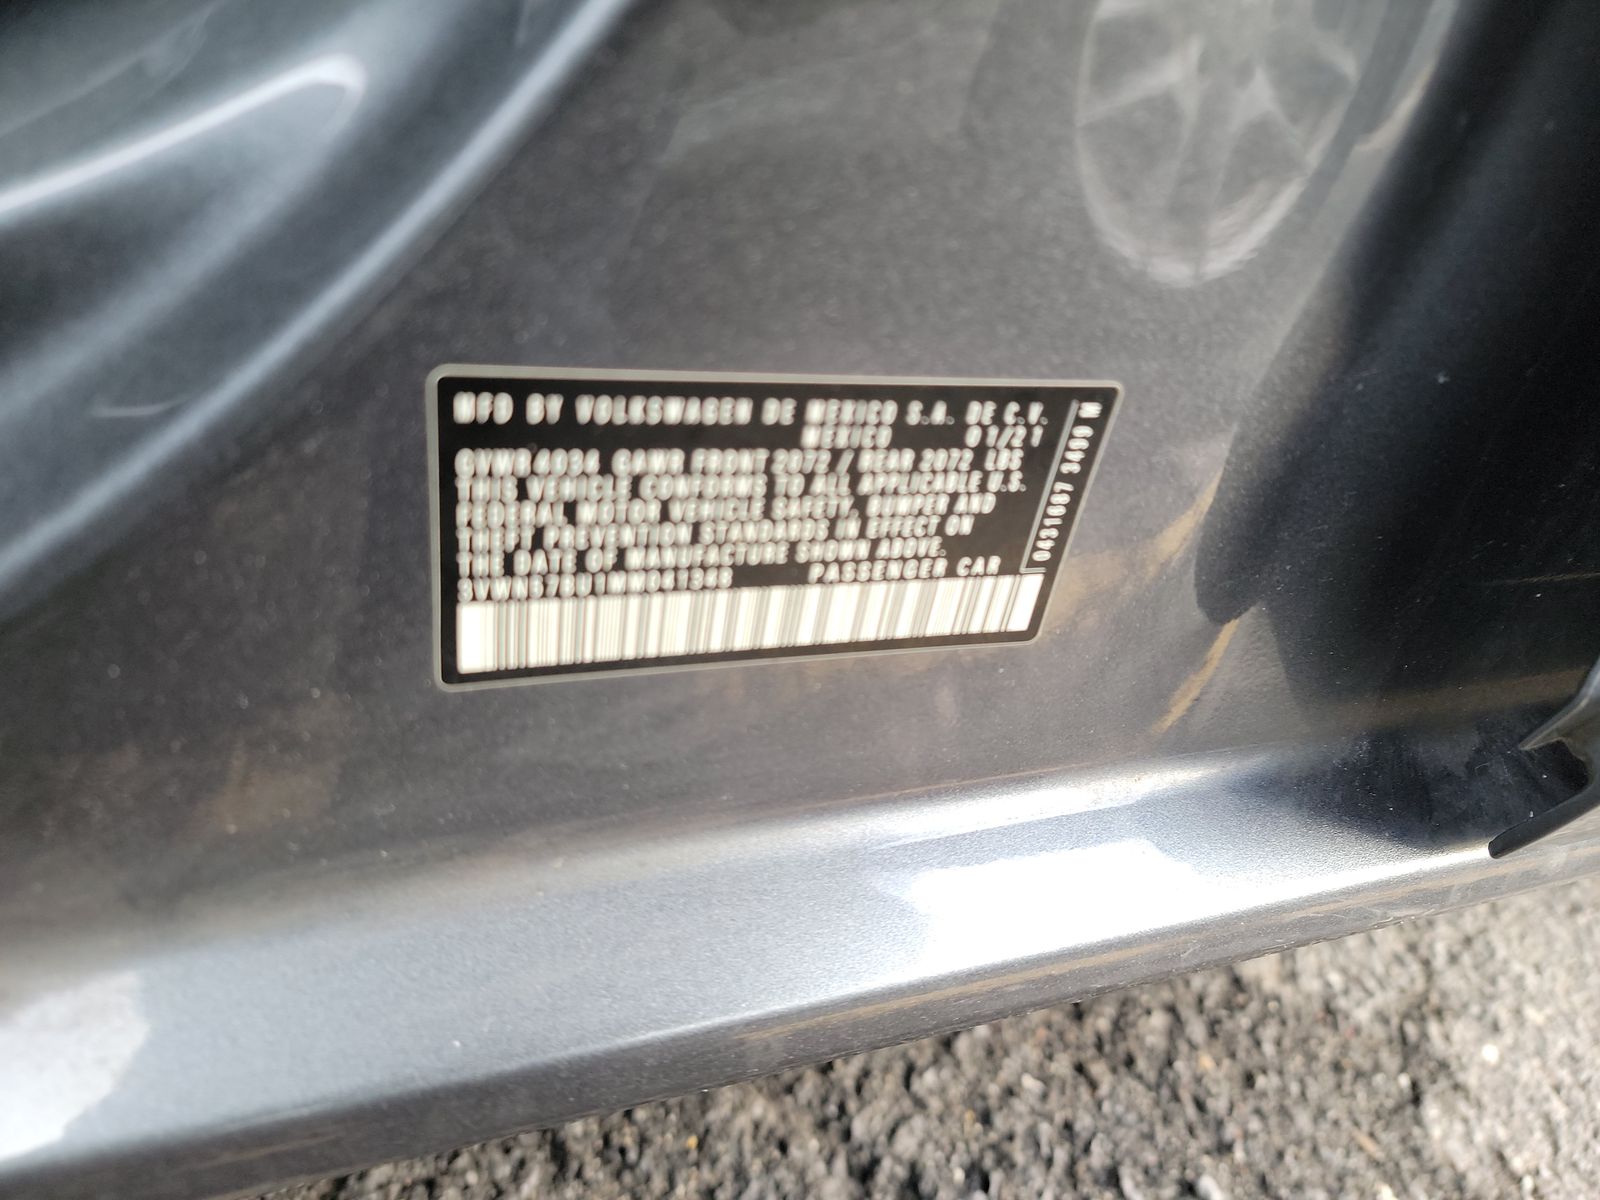 MFD BY VOLKSWAGEN DE MEXICO S.A. DE C.V.
MEXICO 01/21
GVWR 4034 GAWR FRONT 2072 / REAR 2072 LBS
THIS VEHICLE CONFORMS TO ALL APPLICABLE U.S.
FEDERAL MOTOR VEHICLE SAFETY, BUMPER AND
THEFT PREVENTION STANDARDS IN EFFECT ON
THE DATE OF MANUFACTURE SHOWN ABOVE.
PASSENGER CAR
0431687 3499 M